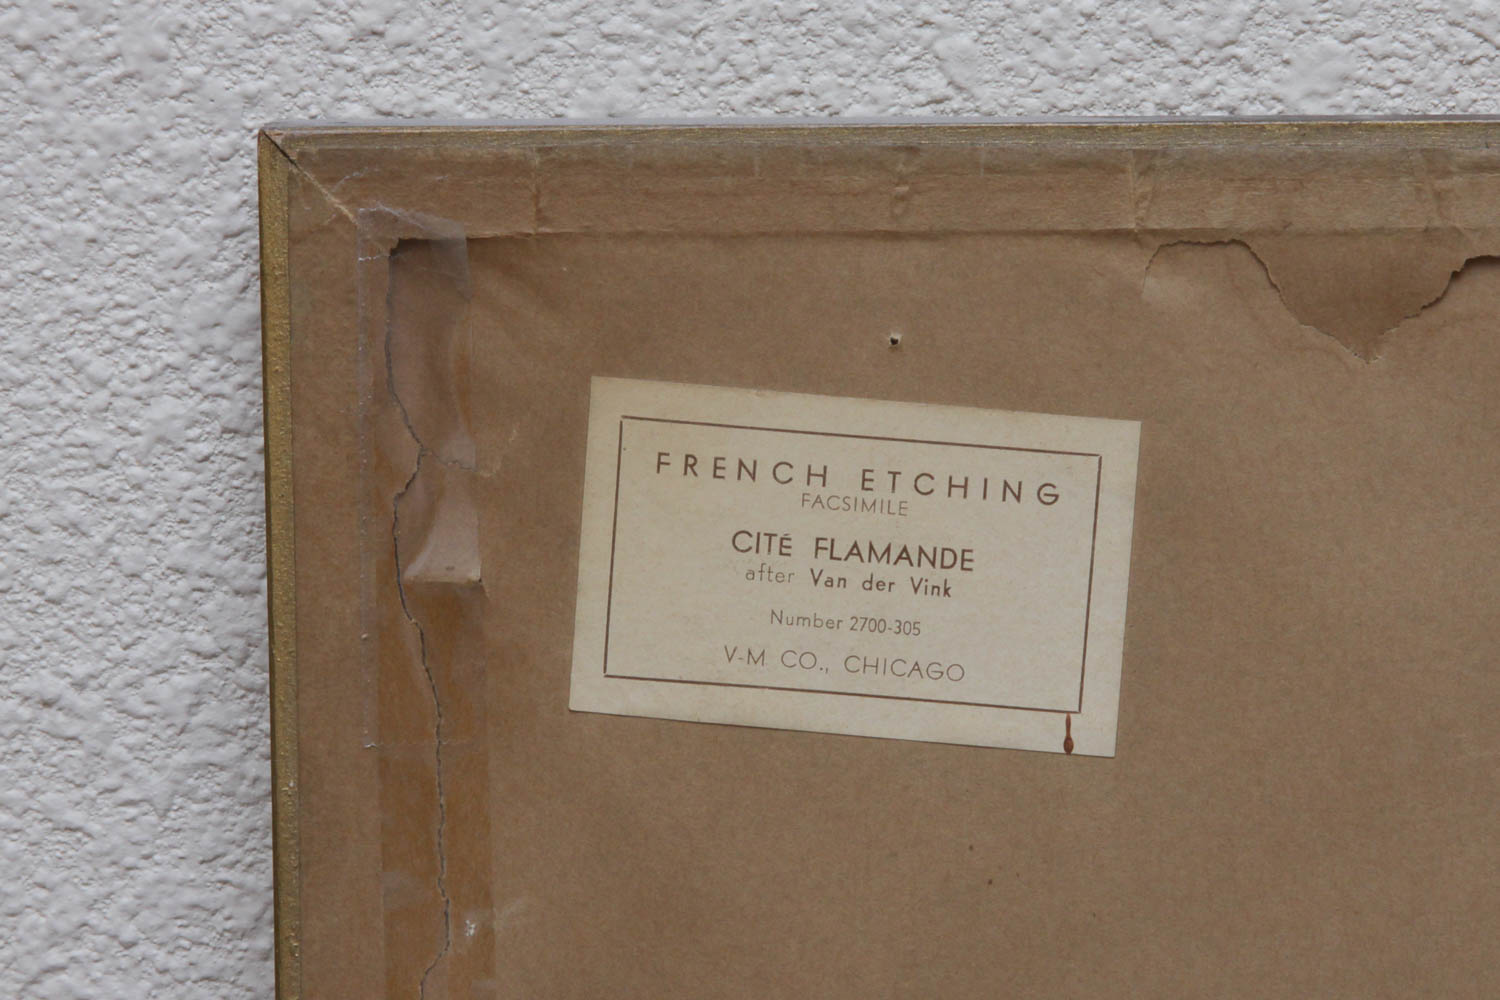 FRENCH ETCHING
FACSIMILE
CITÉ FLAMANDE
after Van der Vink
Number 2700-305
V-M CO., CHICAGO